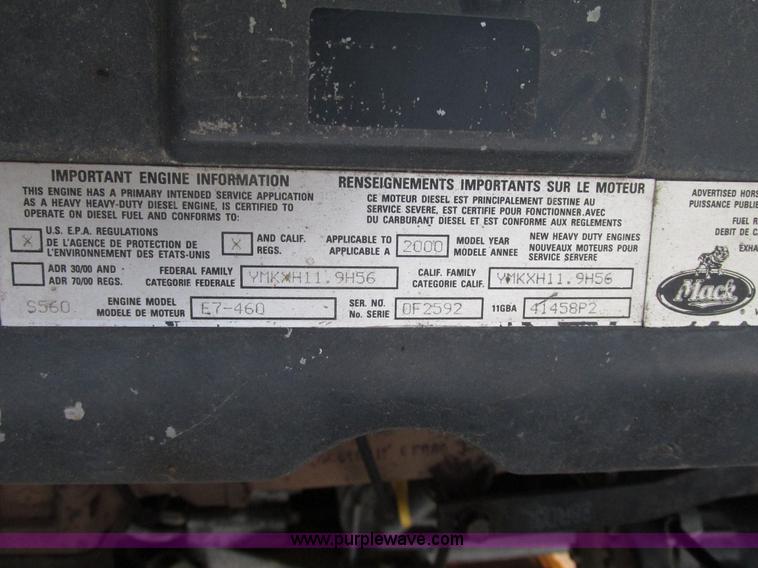 IMPORTANT ENGINE INFORMATION
THIS ENGINE HAS A PRIMARY INTENDED SERVICE APPLICATION
AS A HEAVY HEAVY-DUTY DIESEL ENGINE, IS CERTIFIED TO
OPERATE ON DIESEL FUEL AND CONFORMS TO:
RENSEIGNEMENTS IMPORTANTS SUR LE MOTEUR
CE MOTEUR DIESEL EST PRINCIPALEMENT DESTINE AU
SERVICE SEVERE, EST CERTIFIE POUR FONCTIONNER.AVEC
DU CARBURANT DIESEL ET EST CONFORME AUX REGLEMENTS
X U.S. E.P.A. REGULATIONS
DE L'AGENCE DE PROTECTION DE
L'ENVIRONNEMENT DES ETATS-UNIS
X AND CALIF.
REGS.
APPLICABLE TO
APPLICABLE A
2000
MODEL YEAR
MODELE ANNEE
NEW HEAVY DUTY ENGINES
NOUVEAUX MOTEURS POUR
SERVICE SERVERE
ADR 30/00 AND
ADR 70/00 REGS.
FEDERAL FAMILY
CATEGORIE FEDERALE
YMKXH11.9H56
CALIF. FAMILY
CATEGORIE CALIF.
YMKXH11.9H56
S560
ENGINE MODEL
MODELE DE MOTEUR
E7-460
SER. NO.
No. SERIE
0F2592
11GBA
41458P2
ADVERTISED HORS
PUISSANCE PUBLIE
FUEL R
DEBIT DE CA
EXHA
Mack
®
www.purplewave.com